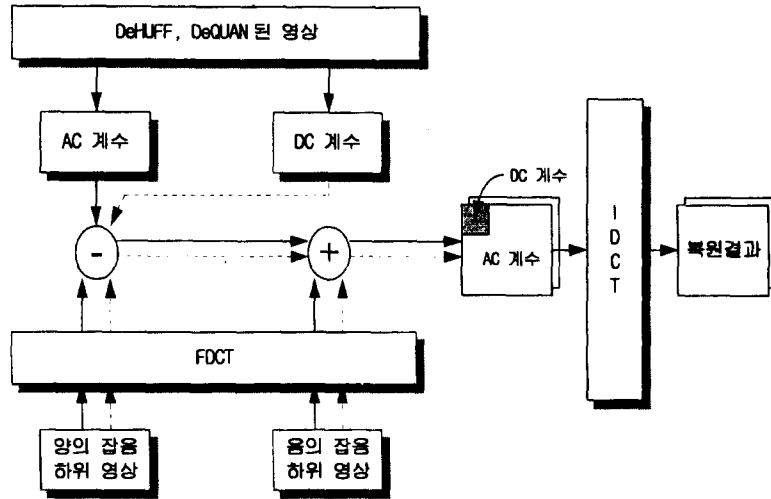 DeHUFF, DeQUAN 된 영상
AC 계수
DC 계수
DC 계수
-
+
AC 계수
I
D
C
T
복원결과
FDCT
양의 잡음
하위 영상
음의 잡음
하위 영상